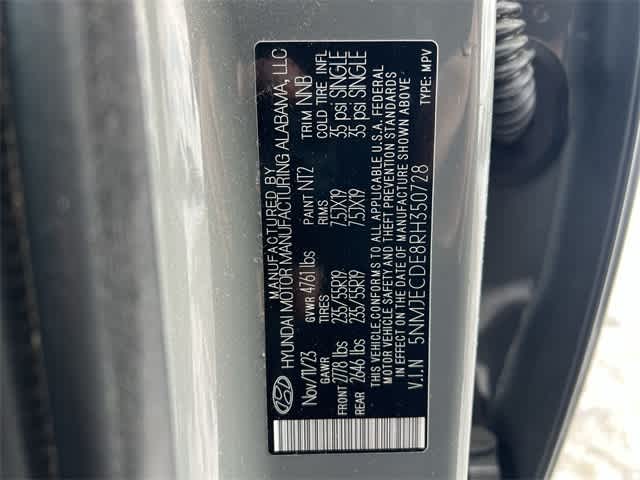 MANUFACTURED BY
HYUNDAI MOTOR MANUFACTURING ALABAMA, LLC
Nov/11/23 GVWR 4761lbs PAINT NT2 TRIM NNB
GAWR TIRES RIMS COLD TIRE INFL
FRONT 2778 lbs 235/55R19 7.5JX19 35 psi SINGLE
REAR 2646 lbs 235/55R19 7.5JX19 35 psi SINGLE
THIS VEHICLE CONFORMS TO ALL APPLICABLE U.S.A. FEDERAL
MOTOR VEHICLE SAFETY AND THEFT PREVENTION STANDARDS
IN EFFECT ON THE DATE OF MANUFACTURE SHOWN ABOVE
V.I.N 5NMJECDE8RH350728 TYPE: MPV